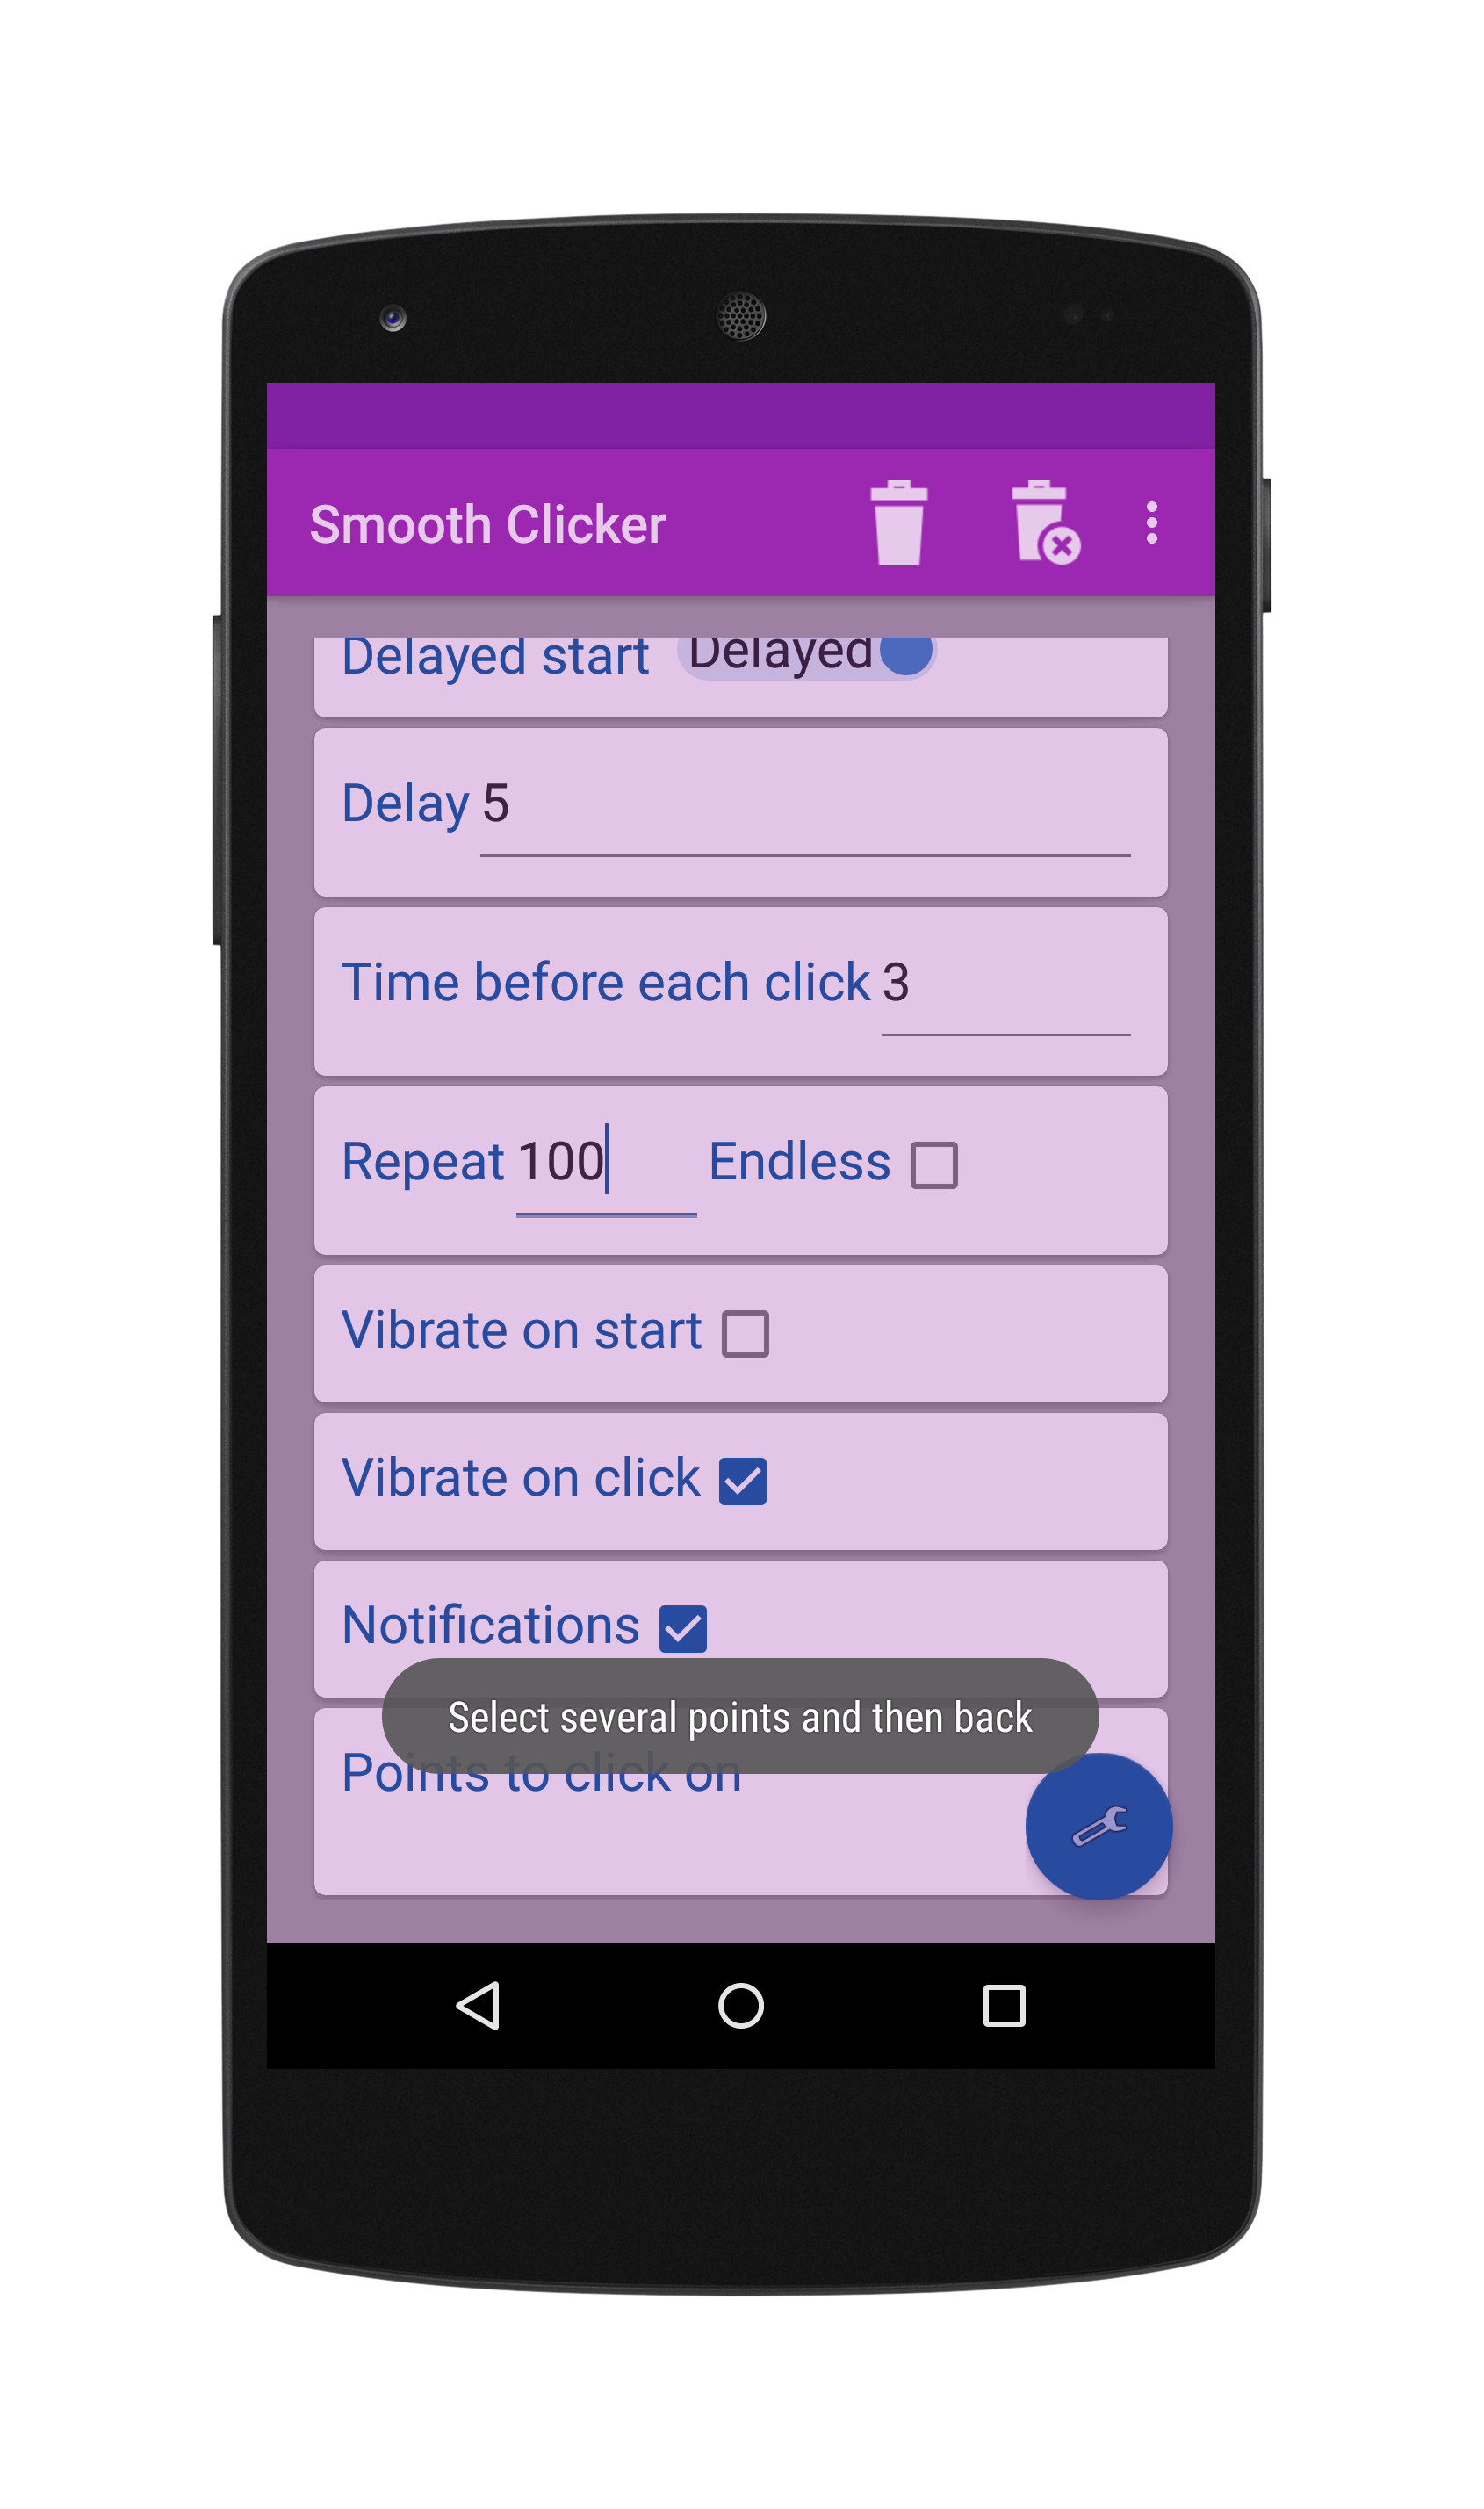 Smooth Clicker
Delayed start Delayed
Delay 5
Time before each click 3
Repeat 100 Endless
Vibrate on start
Vibrate on click
Notifications
Select several points and then back
Points to click on